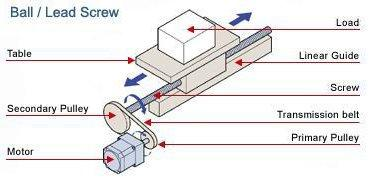 Ball / Lead Screw
Load
Table
Linear Guide
Screw
Secondary Pulley
Transmission belt
Primary Pulley
Motor